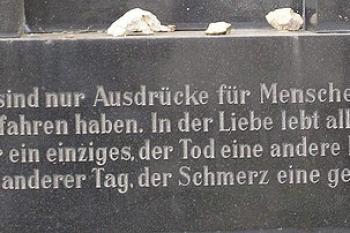 sind nur Ausdrücke für Mensche
fahren haben. In der Liebe lebt all
r ein einziges, der Tod eine andere
anderer Tag, der Schmerz eine ge